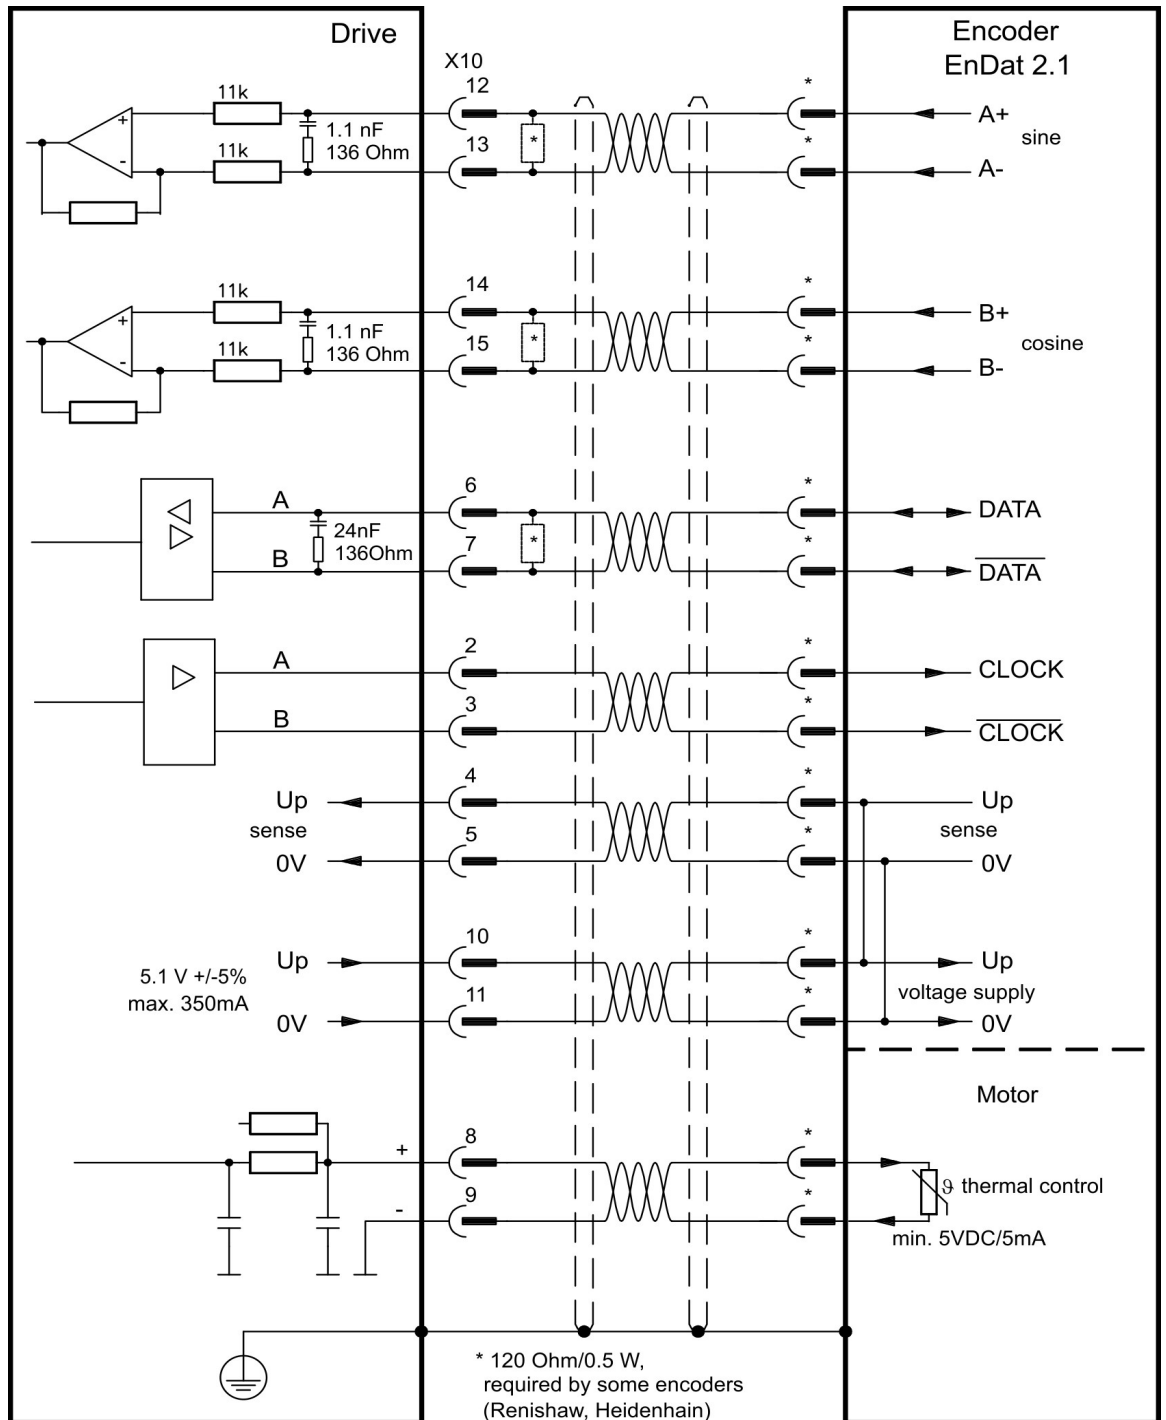 Drive
Encoder
EnDat 2.1
X10
11k
12
*
A+
+
1.1 nF
*
sine
11k
136 Ohm
13
*
A-
-
11k
14
*
B+
+
1.1 nF
*
cosine
11k
136 Ohm
15
*
B-
-
A
6
*
DATA
24nF
136Ohm
*
B
7
*
DATA
A
2
*
CLOCK
B
3
*
CLOCK
Up
4
*
Up
sense
sense
0V
5
*
0V
Up
10
*
Up
5.1 V +/-5%
max. 350mA
voltage supply
0V
11
*
0V
Motor
+
8
*
ϑ thermal control
-
9
*
min. 5VDC/5mA
* 120 Ohm/0.5 W,
required by some encoders
(Renishaw, Heidenhain)